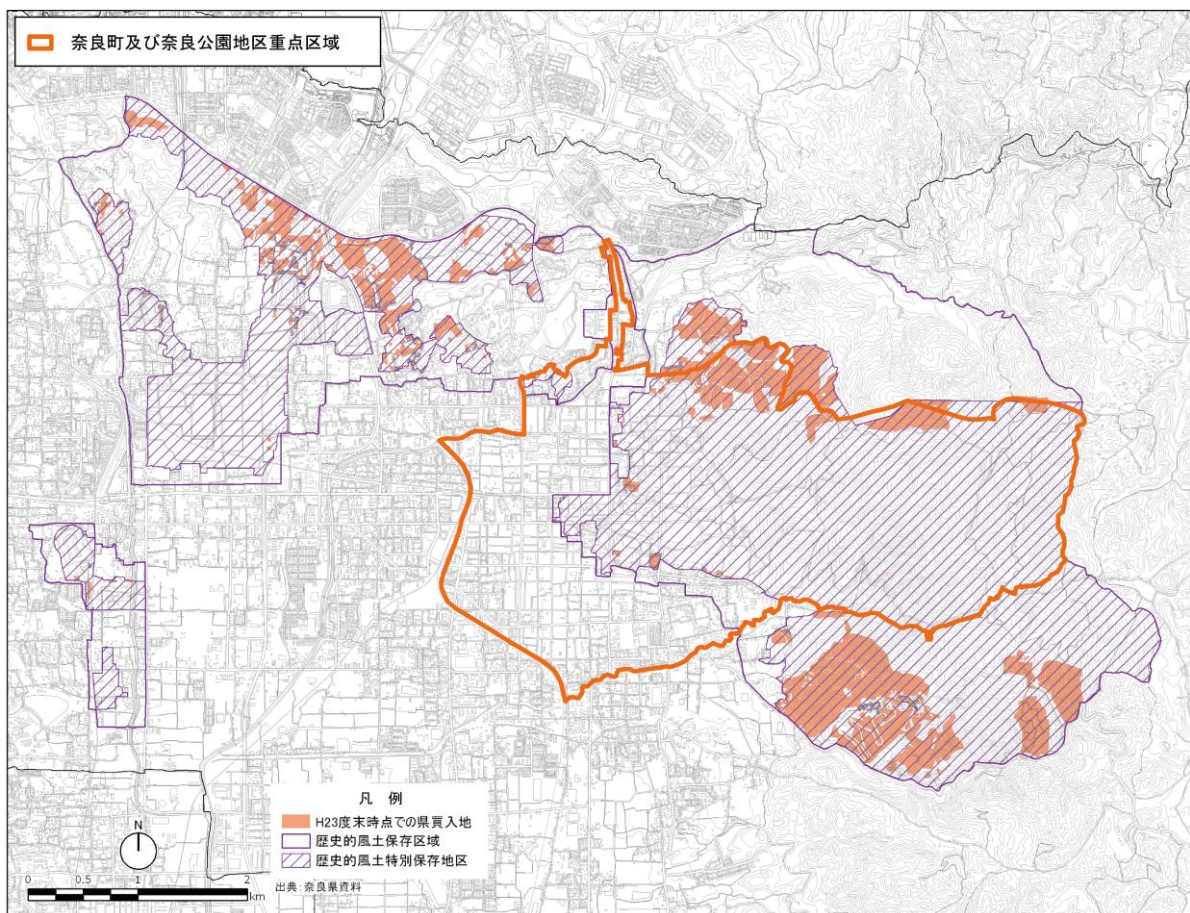 奈良町及び奈良公園地区重点区域
凡 例
H23度末時点での県買入地
歴史的風土保存区域
歴史的風土特別保存地区
出典：奈良県資料
N
0 0.5 1 2
km